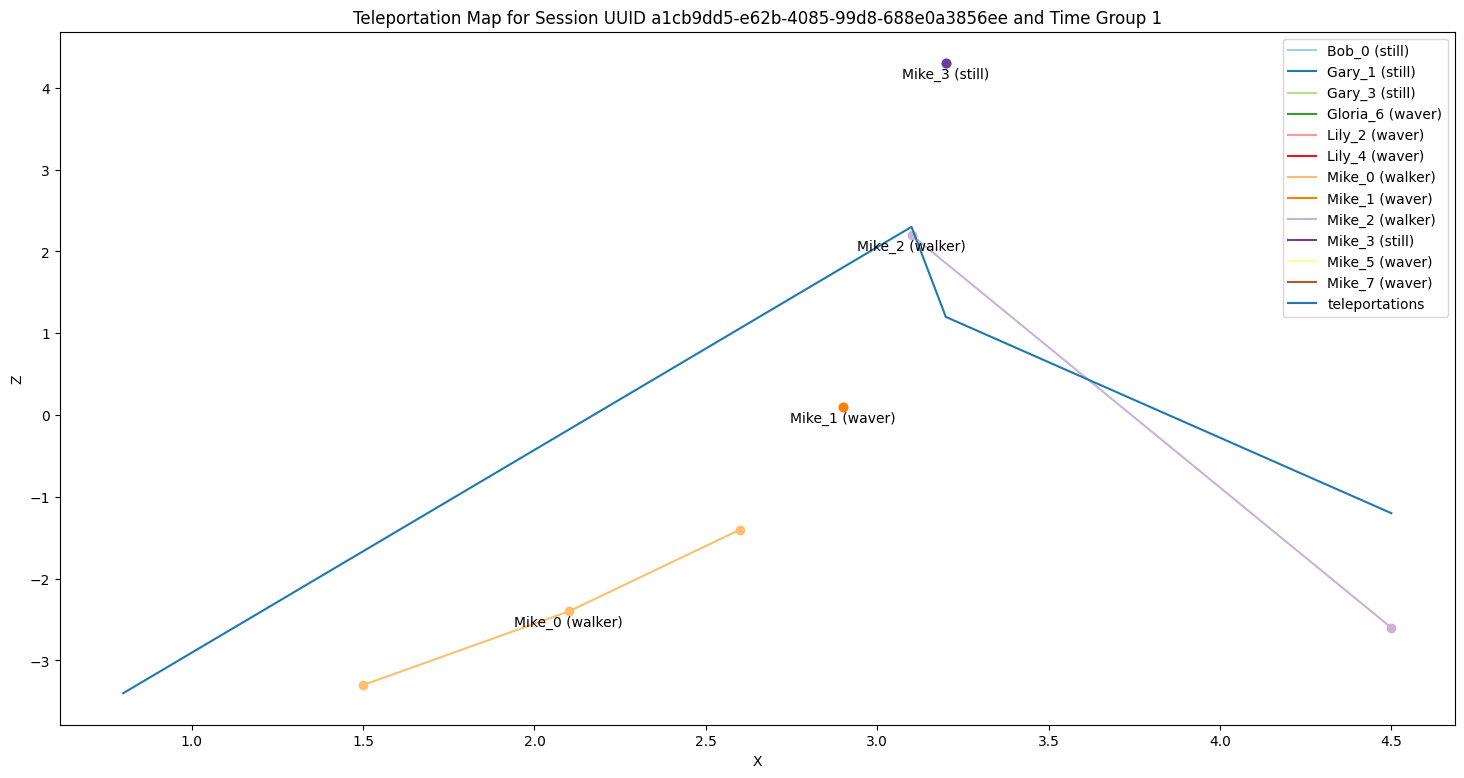 Teleportation Map for Session UUID a1cb9dd5-e62b-4085-99d8-688e0a3856ee and Time Group 1
Bob_0 (still)
Gary_1 (still)
Gary_3 (still)
Gloria_6 (waver)
Lily_2 (waver)
Lily_4 (waver)
Mike_0 (walker)
Mike_1 (waver)
Mike_2 (walker)
Mike_3 (still)
Mike_5 (waver)
Mike_7 (waver)
teleportations
Mike_3 (still)
Mike_2 (walker)
Mike_1 (waver)
Mike_0 (walker)
4
3
2
1
0
−1
−2
−3
Z
1.0 1.5 2.0 2.5 3.0 3.5 4.0 4.5
X